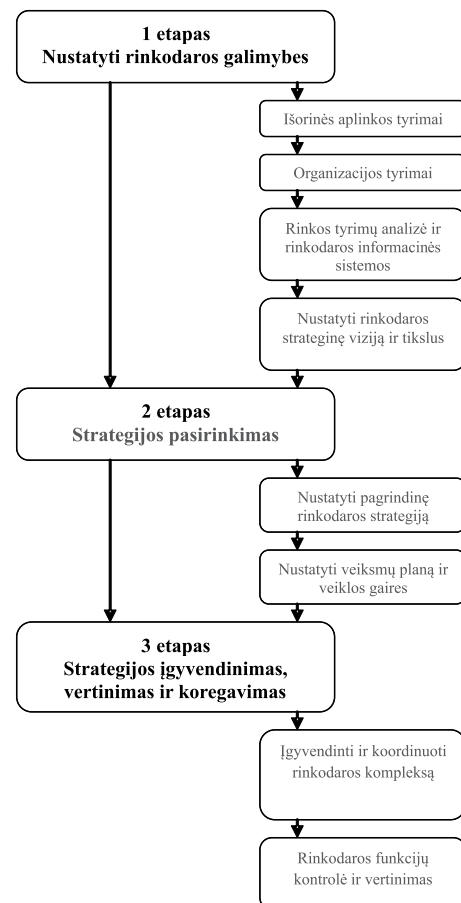 1 etapas
Nustatyti rinkodaros galimybes
Išorinės aplinkos tyrimai
Organizacijos tyrimai
Rinkos tyrimų analizė ir
rinkodaros informacinės
sistemos
Nustatyti rinkodaros
strateginę viziją ir tikslus
2 etapas
Strategijos pasirinkimas
Nustatyti pagrindinę
rinkodaros strategiją
Nustatyti veiksmų planą ir
veiklos gaires
3 etapas
Strategijos įgyvendinimas,
vertinimas ir koregavimas
Įgyvendinti ir koordinuoti
rinkodaros kompleksą
Rinkodaros funkcijų
kontrolė ir vertinimas